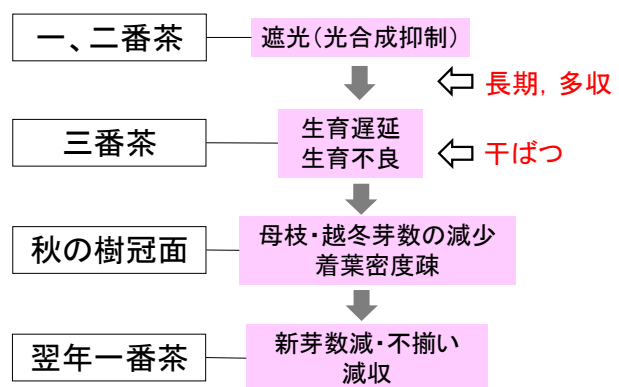 一、二番茶
遮光(光合成抑制)
長期, 多収
三番茶
生育遅延
生育不良
干ばつ
秋の樹冠面
母枝・越冬芽数の減少
着葉密度疎
翌年一番茶
新芽数減・不揃い
減収